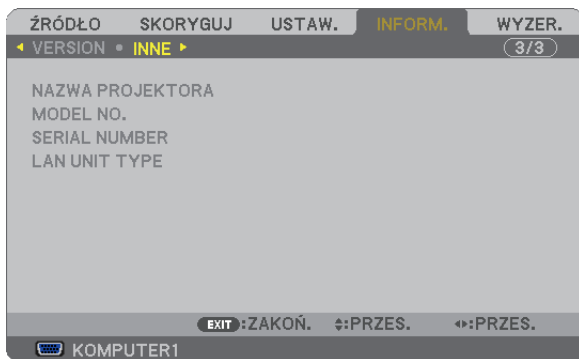 ŹRÓDŁO SKORYGUJ USTAW. INFORM. WYZER.
VERSION • INNE 3/3
NAZWA PROJEKTORA
MODEL NO.
SERIAL NUMBER
LAN UNIT TYPE
EXIT :ZAKOŃ. :PRZES. :PRZES.
KOMPUTER1